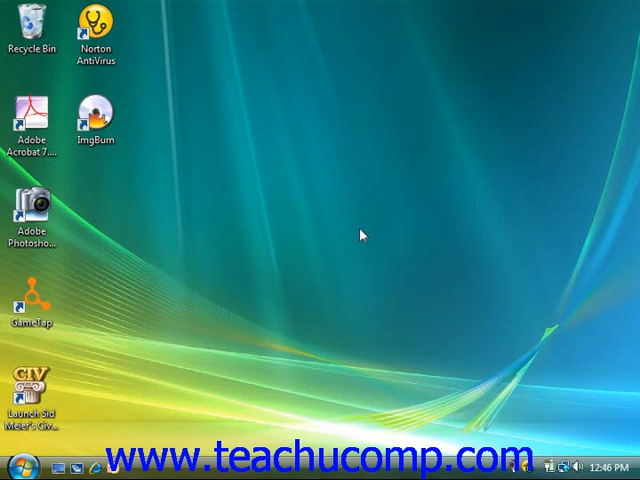 Recycle Bin
Norton
AntiVirus
Adobe
Acrobat 7....
ImgBurn
Adobe
Photosho...
GameTap
CIV
Launch Sid
Meier's Civ...
www.teachucomp.com
12:46 PM